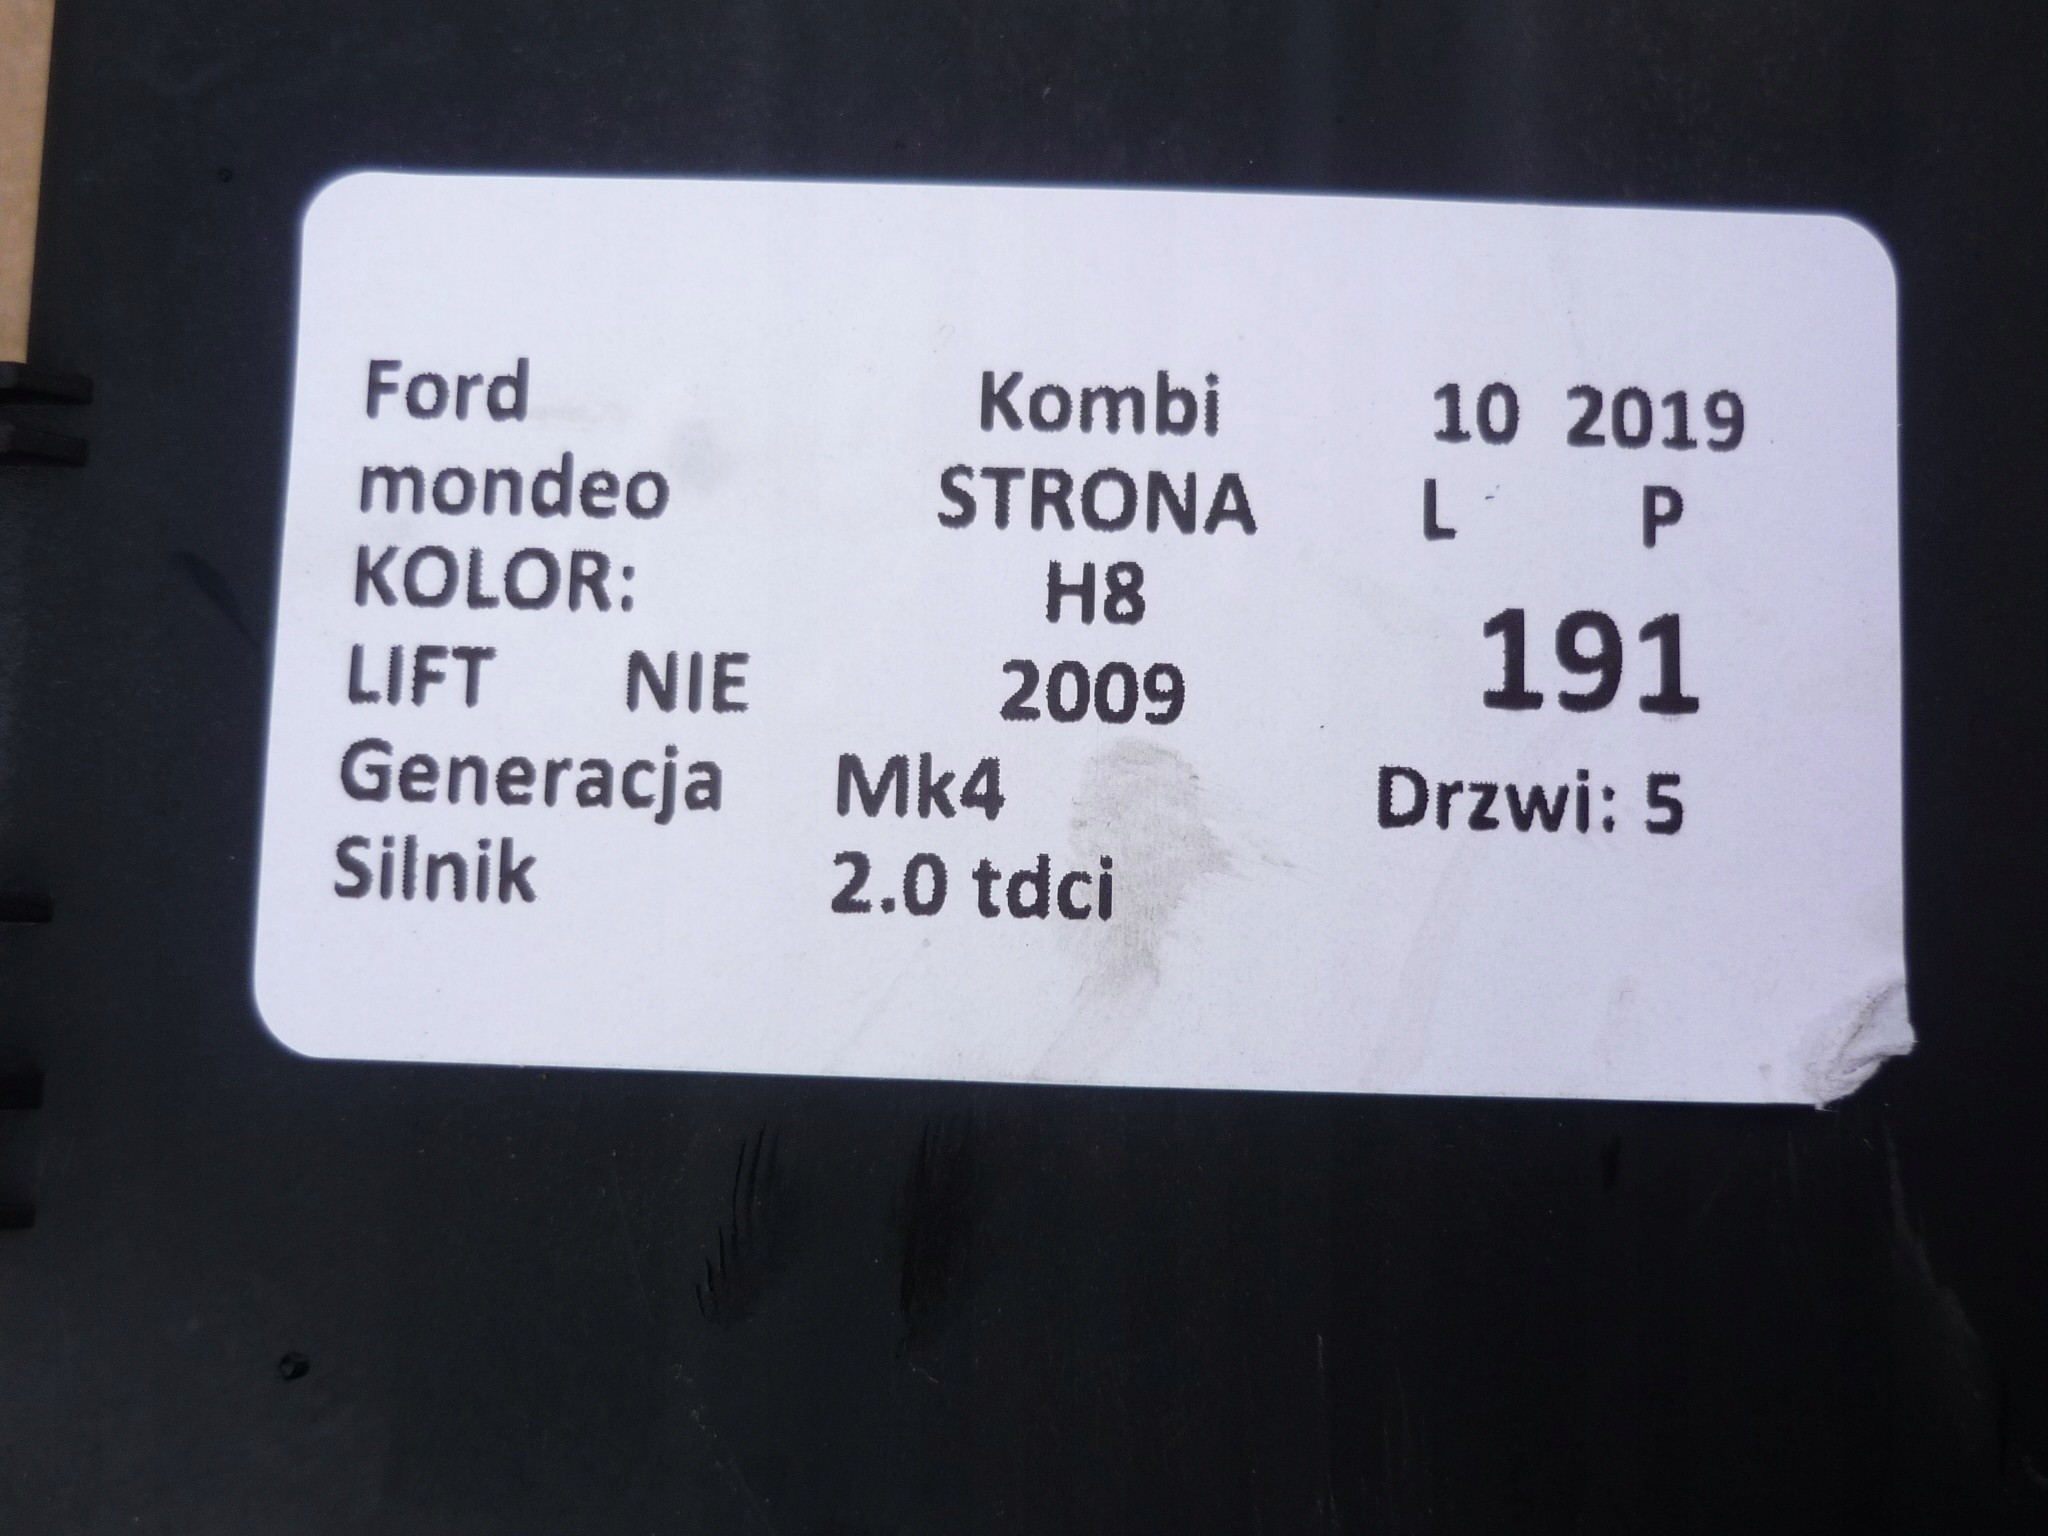 Ford Kombi 10 2019
mondeo STRONA L P
KOLOR: H8 191
LIFT NIE 2009
Generacja Mk4 Drzwi: 5
Silnik 2.0 tdci